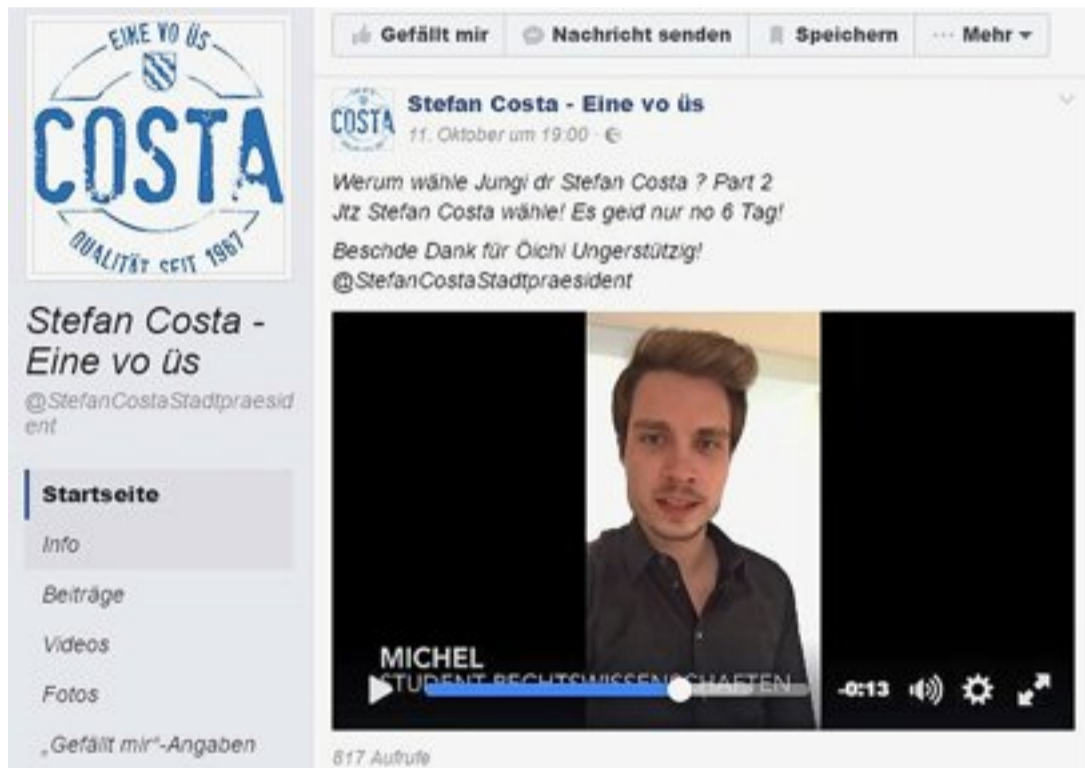 EINE VO ÜS
COSTA
QUALITÄT SEIT 1967
Stefan Costa -
Eine vo üs
@StefanCostaStadtpraesid
ent
Startseite
Info
Beiträge
Videos
Fotos
„Gefällt mir“-Angaben
Gefällt mir
Nachricht senden
Speichern
··· Mehr
COSTA
Stefan Costa - Eine vo üs
11. Oktober um 19:00 ·
Werum wähle Jungi dr Stefan Costa ? Part 2
Jtz Stefan Costa wähle! Es geid nur no 6 Tag!
Beschde Dank für Öichi Ungerstützig!
@StefanCostaStadtpraesident
MICHEL
STUDENT RECHTSWISSENSCHAFTEN
-0:13
817 Aufrufe